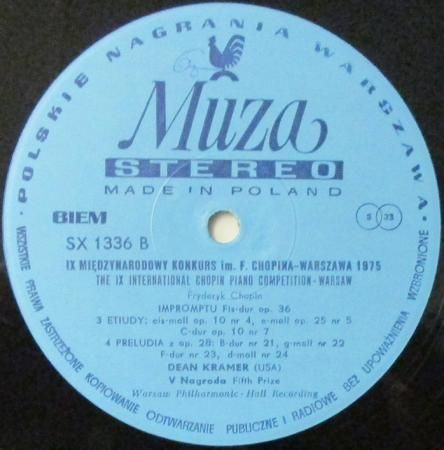 POLSKIE NAGRANIA WARSZAWA
Muza
STEREO
MADE IN POLAND
BIEM
S 33
SX 1336 B
IX MIĘDZYNARODOWY KONKURS im. F. CHOPINA-WARSZAWA 1975
THE IX INTERNATIONAL CHOPIN PIANO COMPETITION-WARSAW
Fryderyk Chopin
IMPROMPTU Fis-dur op. 36
3 ETIUDY: cis-moll op. 10 nr 4, e-moll op. 25 nr 5
C-dur op. 10 nr 7
4 PRELUDIA z op. 28: B-dur nr 21, g-moll nr 22
F-dur nr 23, d-moll nr 24
DEAN KRAMER (USA)
V Nagroda Fifth Prize
Warsaw Philharmonic-Hall Recording
WSZYSTKIE PRAWA ZASTRZEŻONE KOPIOWANIE ODTWARZANIE PUBLICZNE I RADIOWE BEZ UPOWAŻNIENIA WZBRONIONE